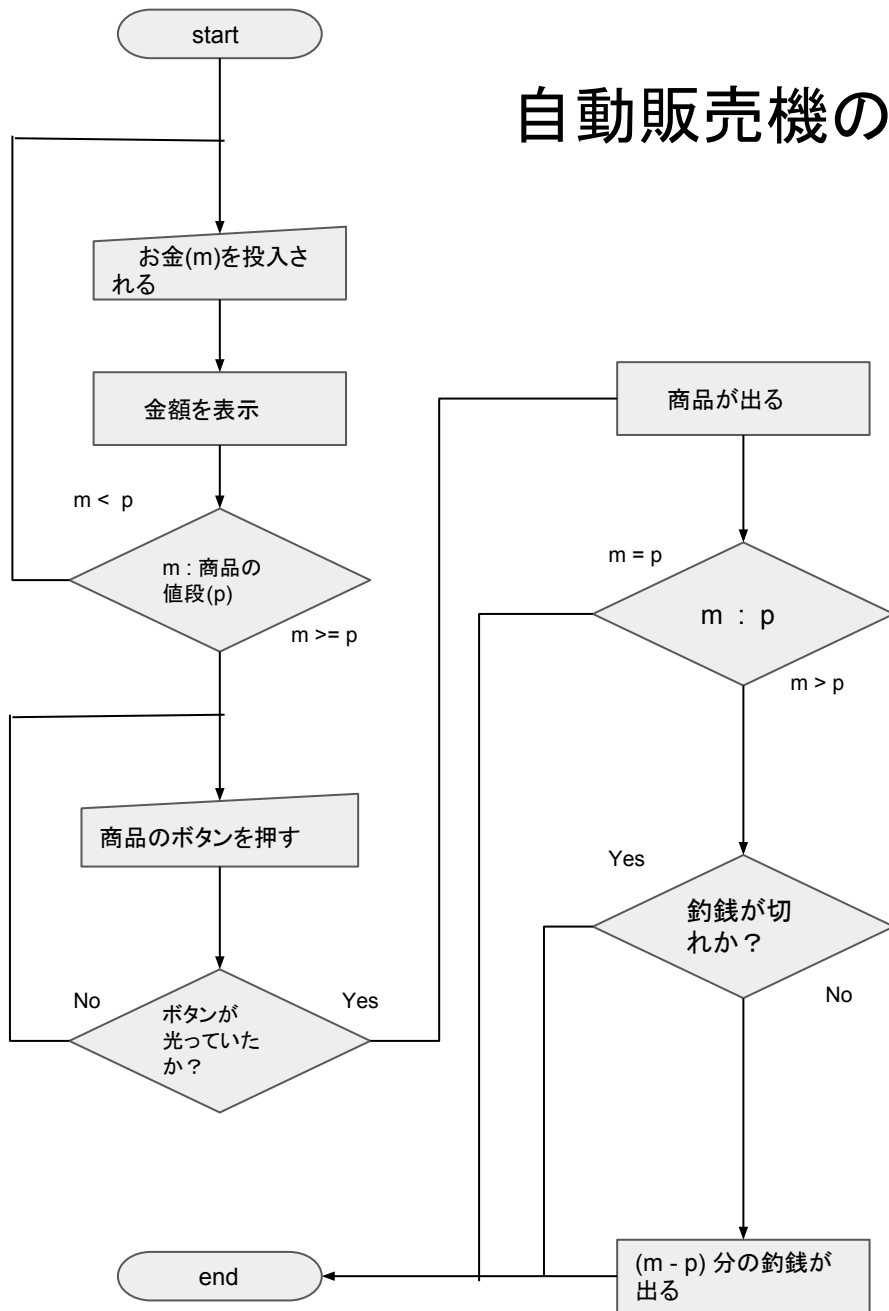 start
自動販売機の
お金(m)を投入さ
れる
金額を表示
m < p
m : 商品の
値段(p)
m >= p
商品のボタンを押す
No
Yes
ボタンが
光っていた
か？
end
商品が出る
m = p
m : p
m > p
Yes
釣銭が切
れか？
No
(m - p) 分の釣銭が
出る